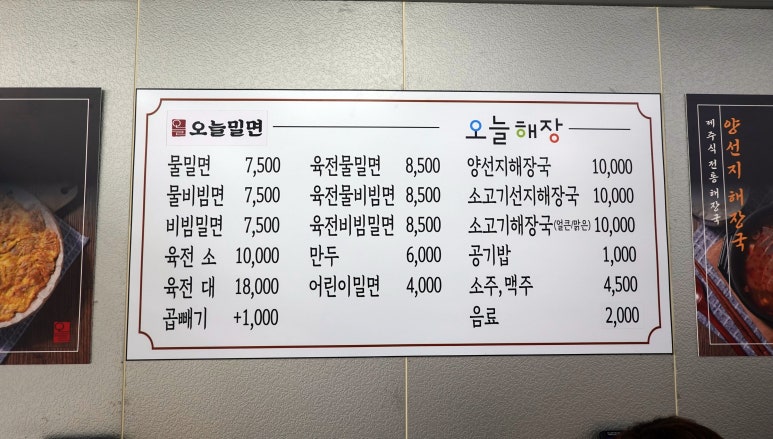 오늘밀면
물밀면 7,500
물비빔면 7,500
비빔밀면 7,500
육전 소 10,000
육전 대 18,000
곱빼기 +1,000
육전물밀면 8,500
육전물비빔면 8,500
육전비빔밀면 8,500
만두 6,000
어린이밀면 4,000
오늘해장
양선지해장국 10,000
소고기선지해장국 10,000
소고기해장국(얼큰/맑은) 10,000
공기밥 1,000
소주, 맥주 4,500
음료 2,000
양선지해장국
제주식 전통 해장국